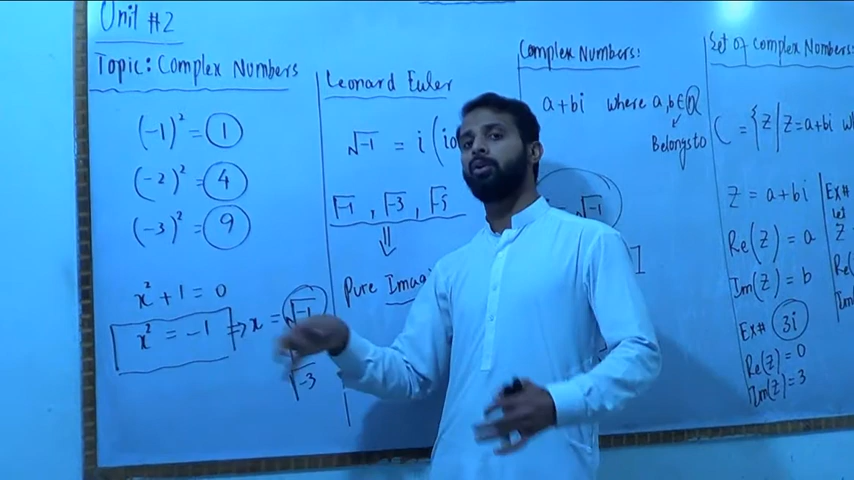 Unit #2
Topic: Complex Numbers
(-1)² = 1
(-2)² = 4
(-3)² = 9
x² + 1 = 0
x² = -1 ⇒ x = √-1
√-3
Leonard Euler
√-1 = i
√-1, √-3, √-5
⇓
Pure
Complex Numbers:
a+bi where a,b ∈
Belongs to
√-1
Set of Complex Numbers:
C = {z | z = a+bi
z = a+bi
Re(z) = a
Im(z) = b
Ex# 3i
Re(z) = 0
Im(z) = 3
Ex#
let
z =